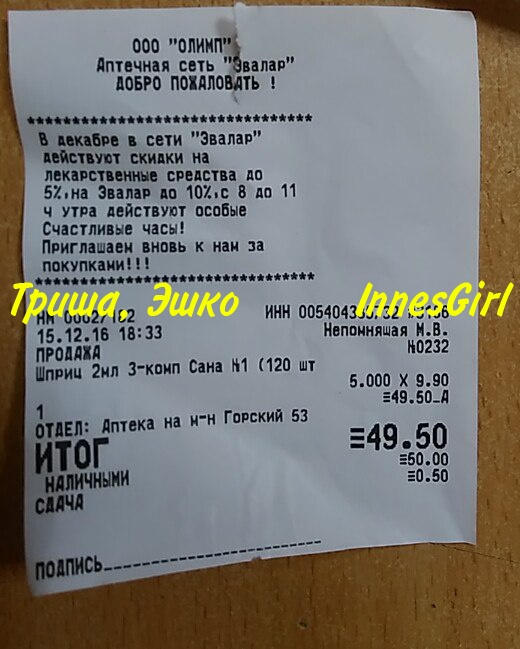 ООО "ОЛИМП"
Аптечная сеть "Эвалар"
ДОБРО ПОЖАЛОВАТЬ !
********************************
В декабре в сети "Эвалар"
действуют скидки на
лекарственные средства до
5%,на Эвалар до 10%,с 8 до 11
ч утра действуют особые
Счастливые часы!
Приглашаем вновь к нам за
покупками!!!
********************************
Триша_Эшко InnesGirl
ИНН
15.12.16 18:33 Непомнящая М.В.
ПРОДАЖА №0232
Шприц 2мл 3-комп Сана №1 (120 шт
5.000 X 9.90
1 ≡49.50_А
ОТДЕЛ: Аптека на м-н Горский 53
ИТОГ ≡49.50
НАЛИЧНЫМИ ≡50.00
СДАЧА ≡0.50
ПОДПИСЬ_______________________